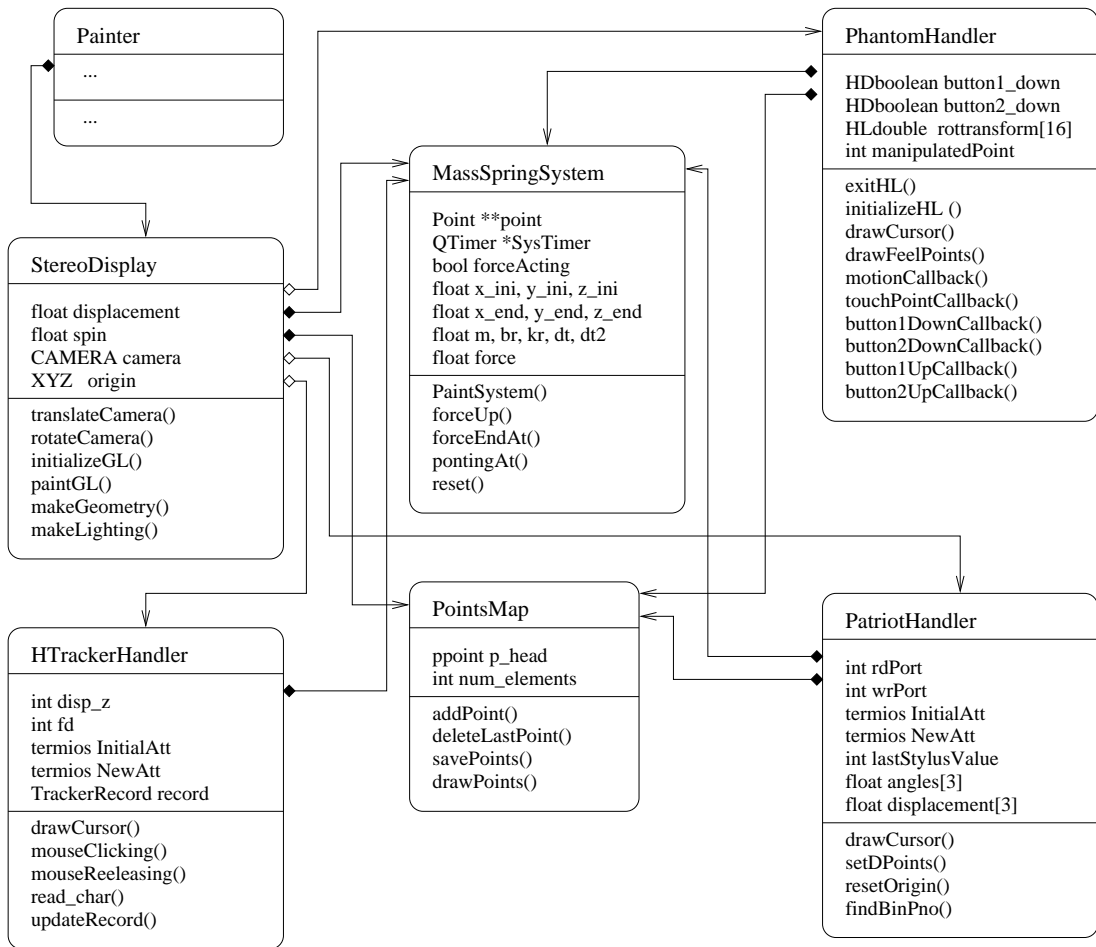 Painter
...
...
StereoDisplay
float displacement
float spin
CAMERA camera
XYZ origin
translateCamera()
rotateCamera()
initializeGL()
paintGL()
makeGeometry()
makeLighting()
HTrackerHandler
int disp_z
int fd
termios InitialAtt
termios NewAtt
TrackerRecord record
drawCursor()
mouseClicking()
mouseReeleasing()
read_char()
updateRecord()
MassSpringSystem
Point **point
QTimer *SysTimer
bool forceActing
float x_ini, y_ini, z_ini
float x_end, y_end, z_end
float m, br, kr, dt, dt2
float force
PaintSystem()
forceUp()
forceEndAt()
pontingAt()
reset()
PointsMap
ppoint p_head
int num_elements
addPoint()
deleteLastPoint()
savePoints()
drawPoints()
PhantomHandler
HDboolean button1_down
HDboolean button2_down
HLdouble rottransform[16]
int manipulatedPoint
exitHL()
initializeHL ()
drawCursor()
drawFeelPoints()
motionCallback()
touchPointCallback()
button1DownCallback()
button2DownCallback()
button1UpCallback()
button2UpCallback()
PatriotHandler
int rdPort
int wrPort
termios InitialAtt
termios NewAtt
int lastStylusValue
float angles[3]
float displacement[3]
drawCursor()
setDPoints()
resetOrigin()
findBinPno()